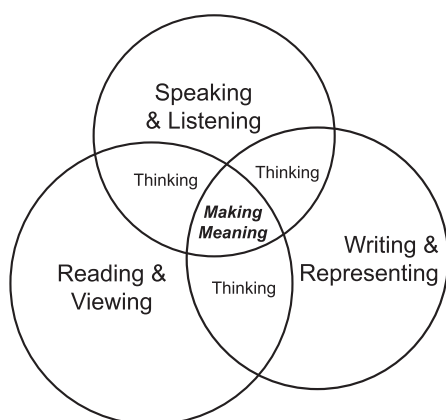 Speaking
& Listening
Thinking
Thinking
Making
Meaning
Writing &
Representing
Reading &
Viewing
Thinking